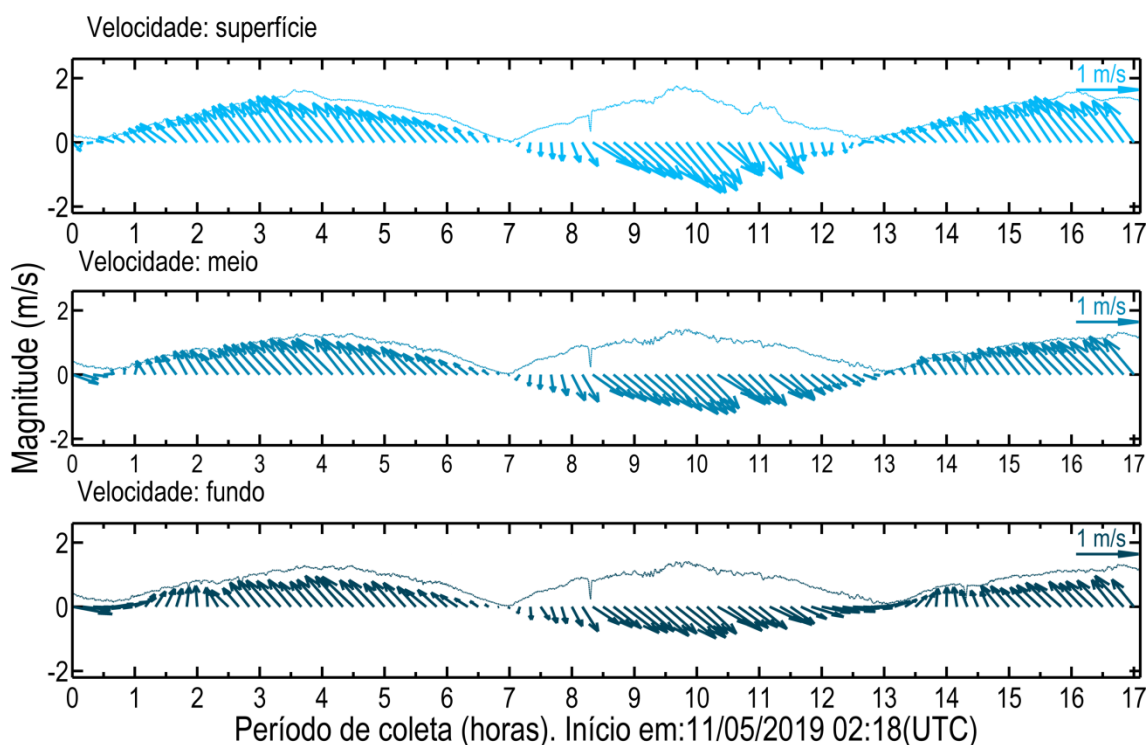 Velocidade: superfície
2
0
-2
1 m/s
0 1 2 3 4 5 6 7 8 9 10 11 12 13 14 15 16 17
Velocidade: meio
Magnitude (m/s)
2
0
-2
1 m/s
0 1 2 3 4 5 6 7 8 9 10 11 12 13 14 15 16 17
Velocidade: fundo
2
0
-2
1 m/s
0 1 2 3 4 5 6 7 8 9 10 11 12 13 14 15 16 17
Período de coleta (horas). Início em:11/05/2019 02:18(UTC)